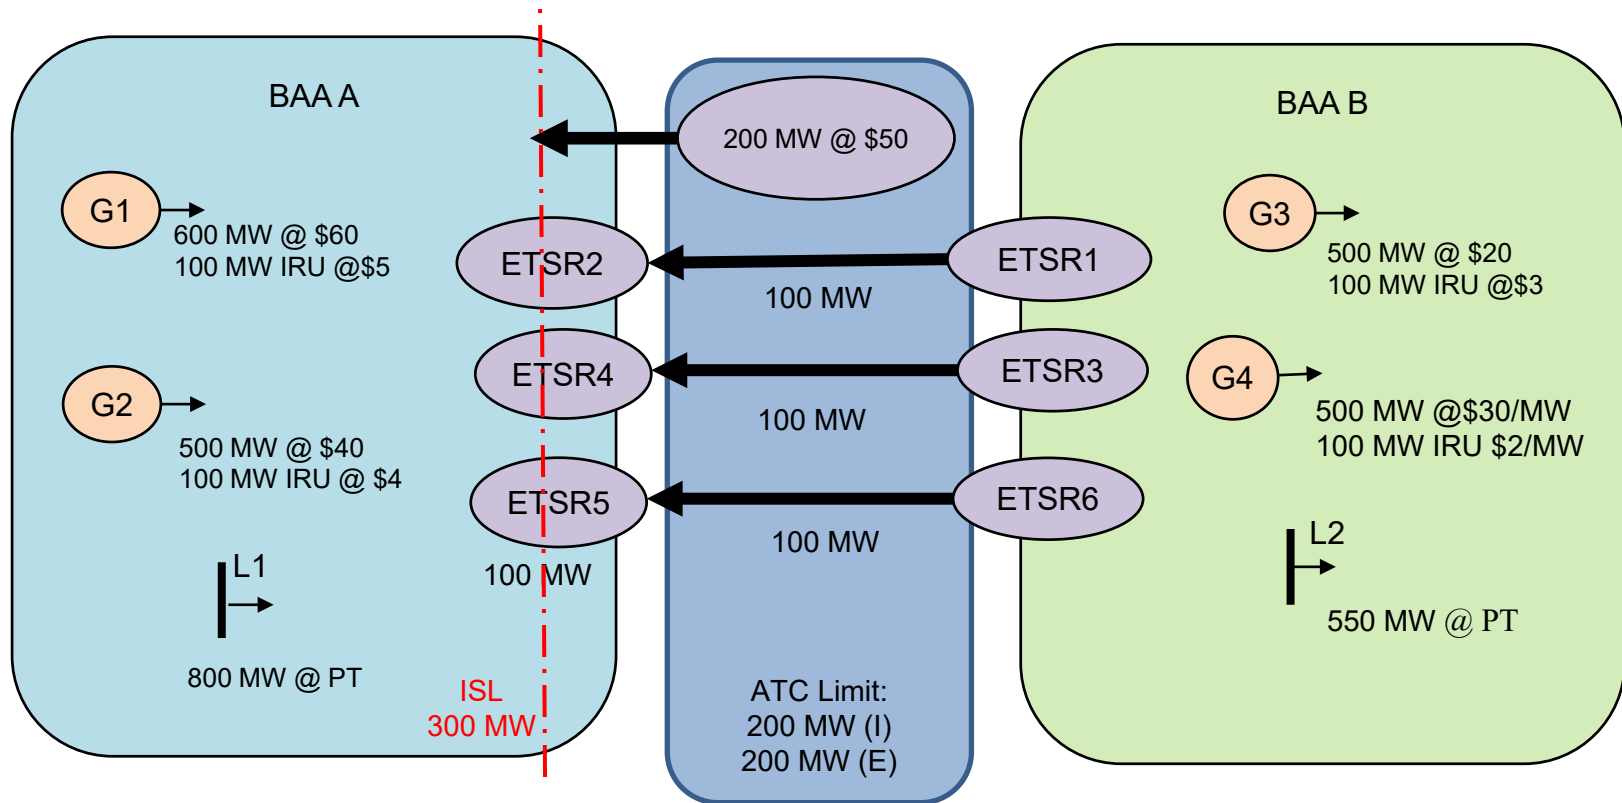 BAA A
BAA B
200 MW @ $50
G1
600 MW @ $60
100 MW IRU @$5
G3
500 MW @ $20
100 MW IRU @$3
ETSR2
ETSR1
100 MW
ETSR4
ETSR3
100 MW
G2
500 MW @ $40
100 MW IRU @ $4
G4
500 MW @$30/MW
100 MW IRU $2/MW
ETSR5
ETSR6
100 MW
100 MW
L1
800 MW @ PT
L2
550 MW @ PT
ISL
300 MW
ATC Limit:
200 MW (I)
200 MW (E)